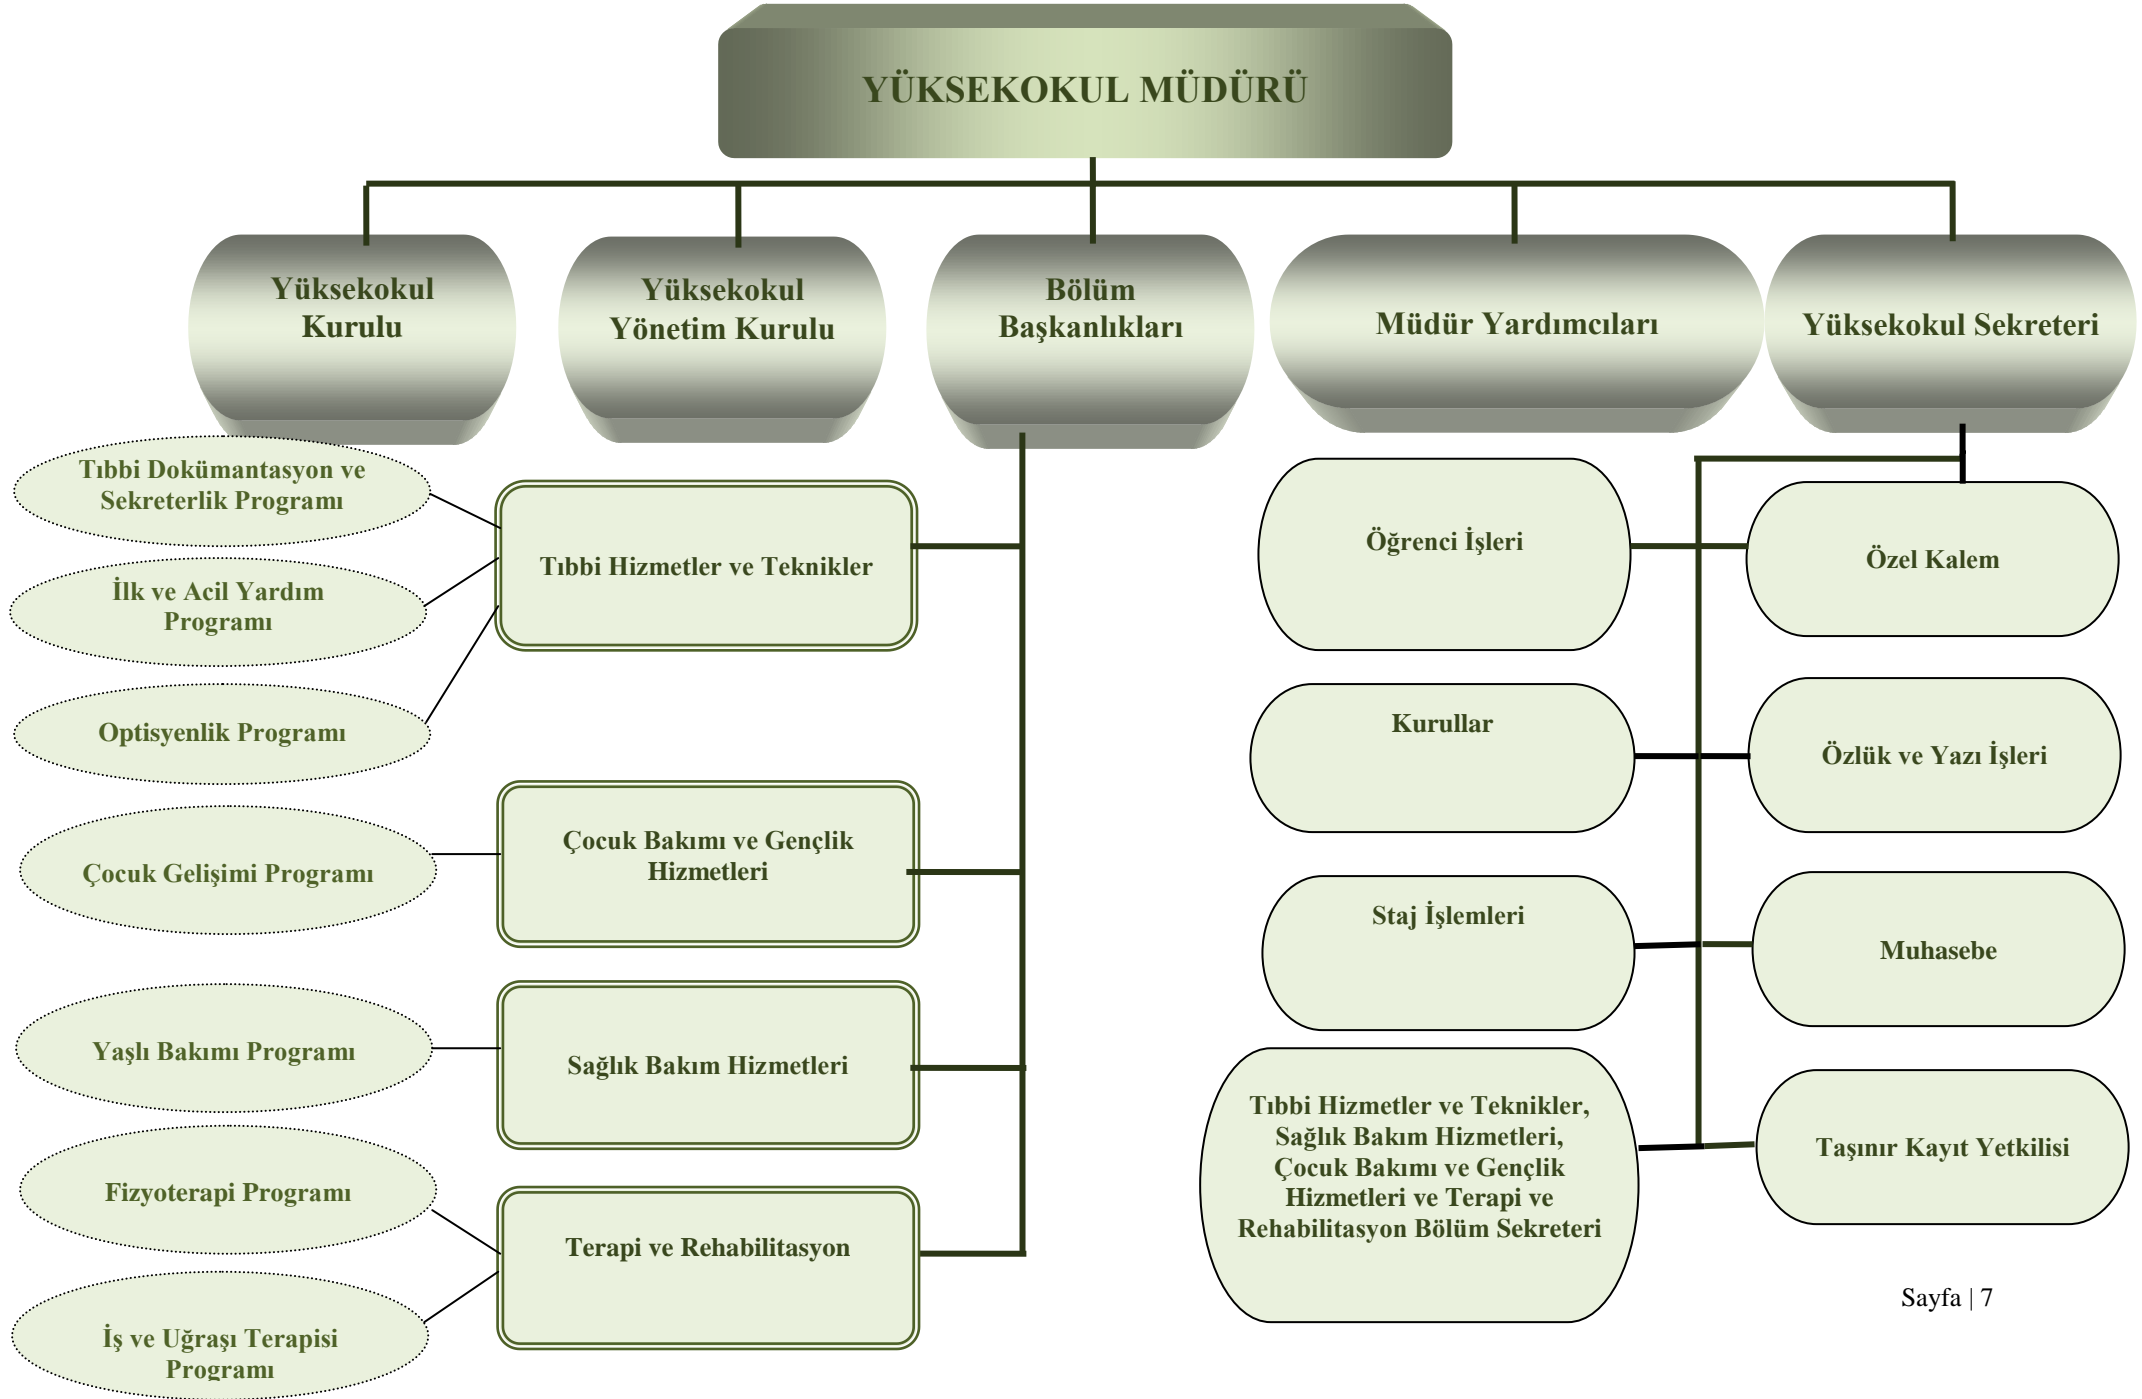 YÜKSEKOKUL MÜDÜRÜ
Yüksekokul
Kurulu
Yüksekokul
Yönetim Kurulu
Bölüm
Başkanlıkları
Müdür Yardımcıları
Yüksekokul Sekreteri
Tıbbi Dokümantasyon ve
Sekreterlik Programı
İlk ve Acil Yardım
Programı
Optisyenlik Programı
Tıbbi Hizmetler ve Teknikler
Çocuk Gelişimi Programı
Çocuk Bakımı ve Gençlik
Hizmetleri
Yaşlı Bakımı Programı
Sağlık Bakım Hizmetleri
Fizyoterapi Programı
İş ve Uğraşı Terapisi
Programı
Terapi ve Rehabilitasyon
Öğrenci İşleri
Özel Kalem
Kurullar
Özlük ve Yazı İşleri
Staj İşlemleri
Muhasebe
Tıbbi Hizmetler ve Teknikler,
Sağlık Bakım Hizmetleri,
Çocuk Bakımı ve Gençlik
Hizmetleri ve Terapi ve
Rehabilitasyon Bölüm Sekreteri
Taşınır Kayıt Yetkilisi
Sayfa | 7